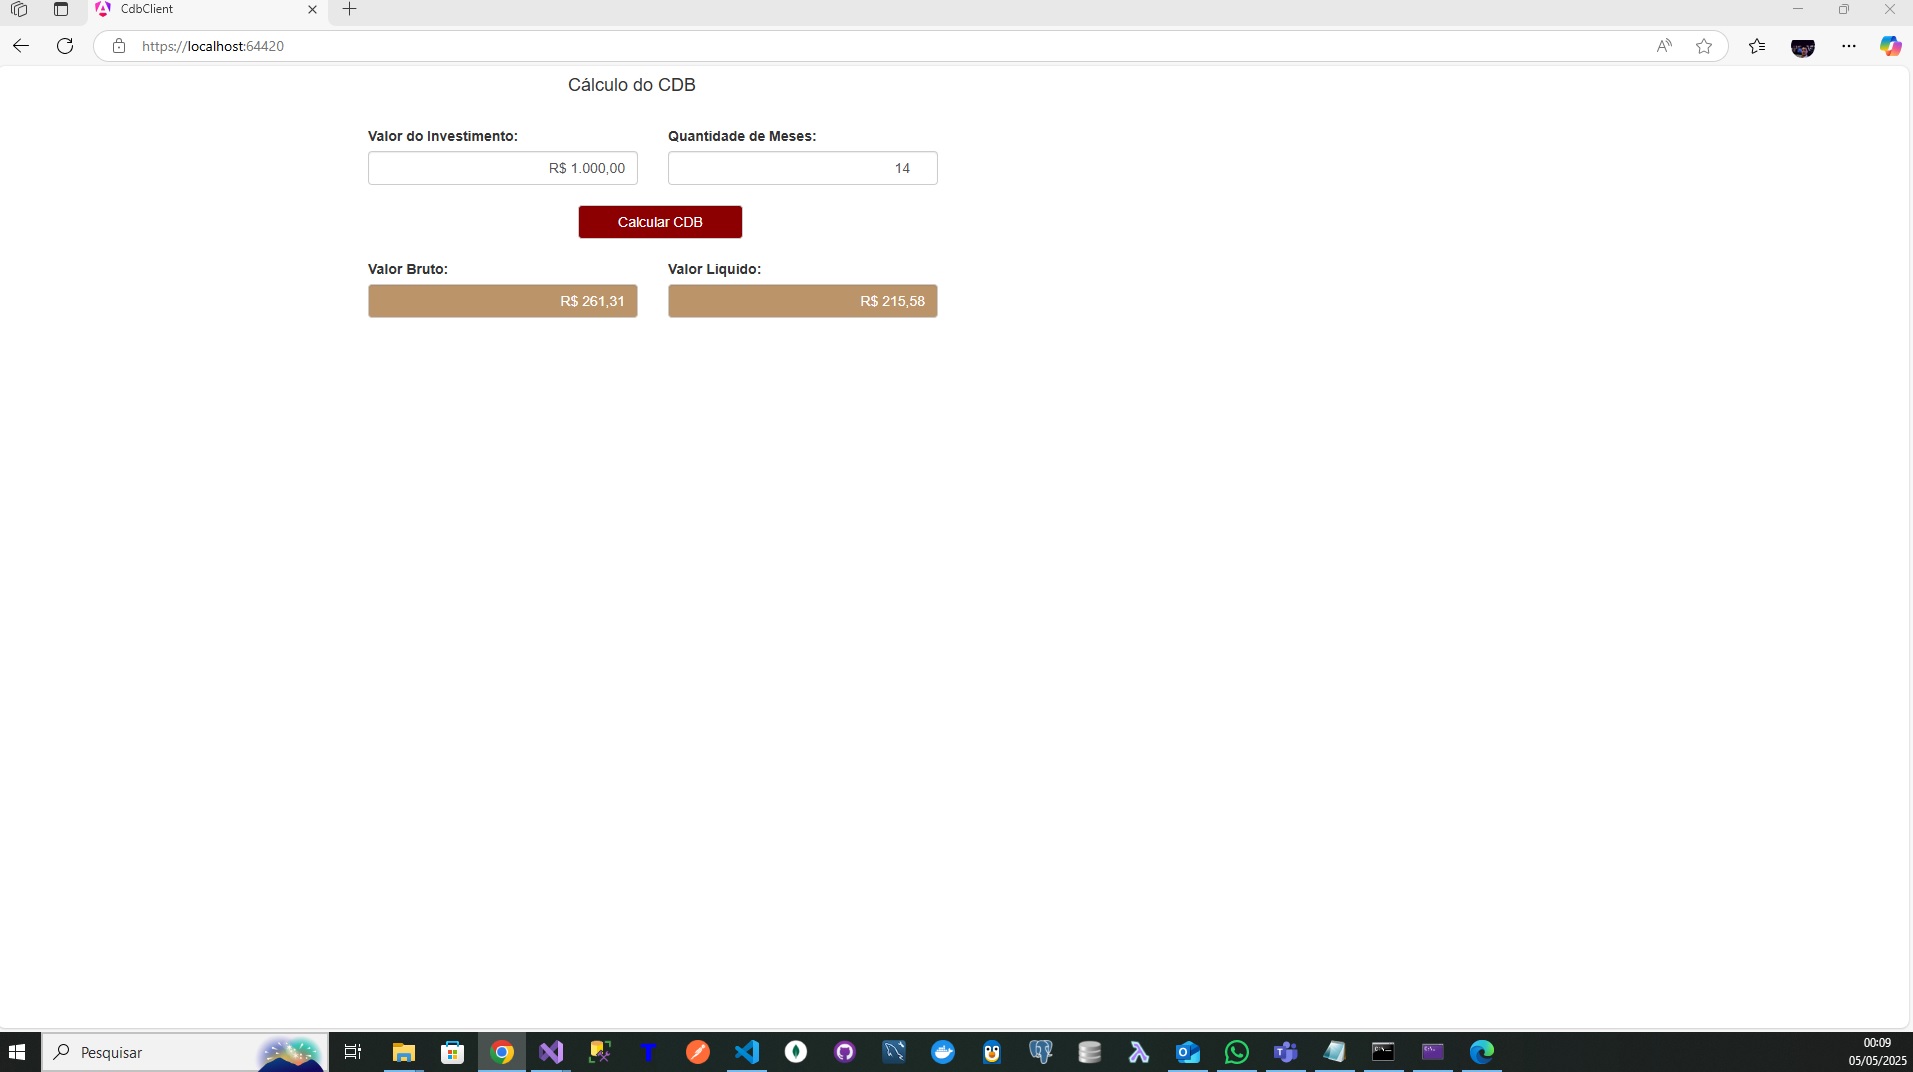 CdbClient
https://localhost:64420
Cálculo do CDB
Valor do Investimento:
Quantidade de Meses:
R$ 1.000,00
14
Calcular CDB
Valor Bruto:
Valor Liquido:
R$ 261,31
R$ 215,58
Pesquisar
00:09
05/05/2025